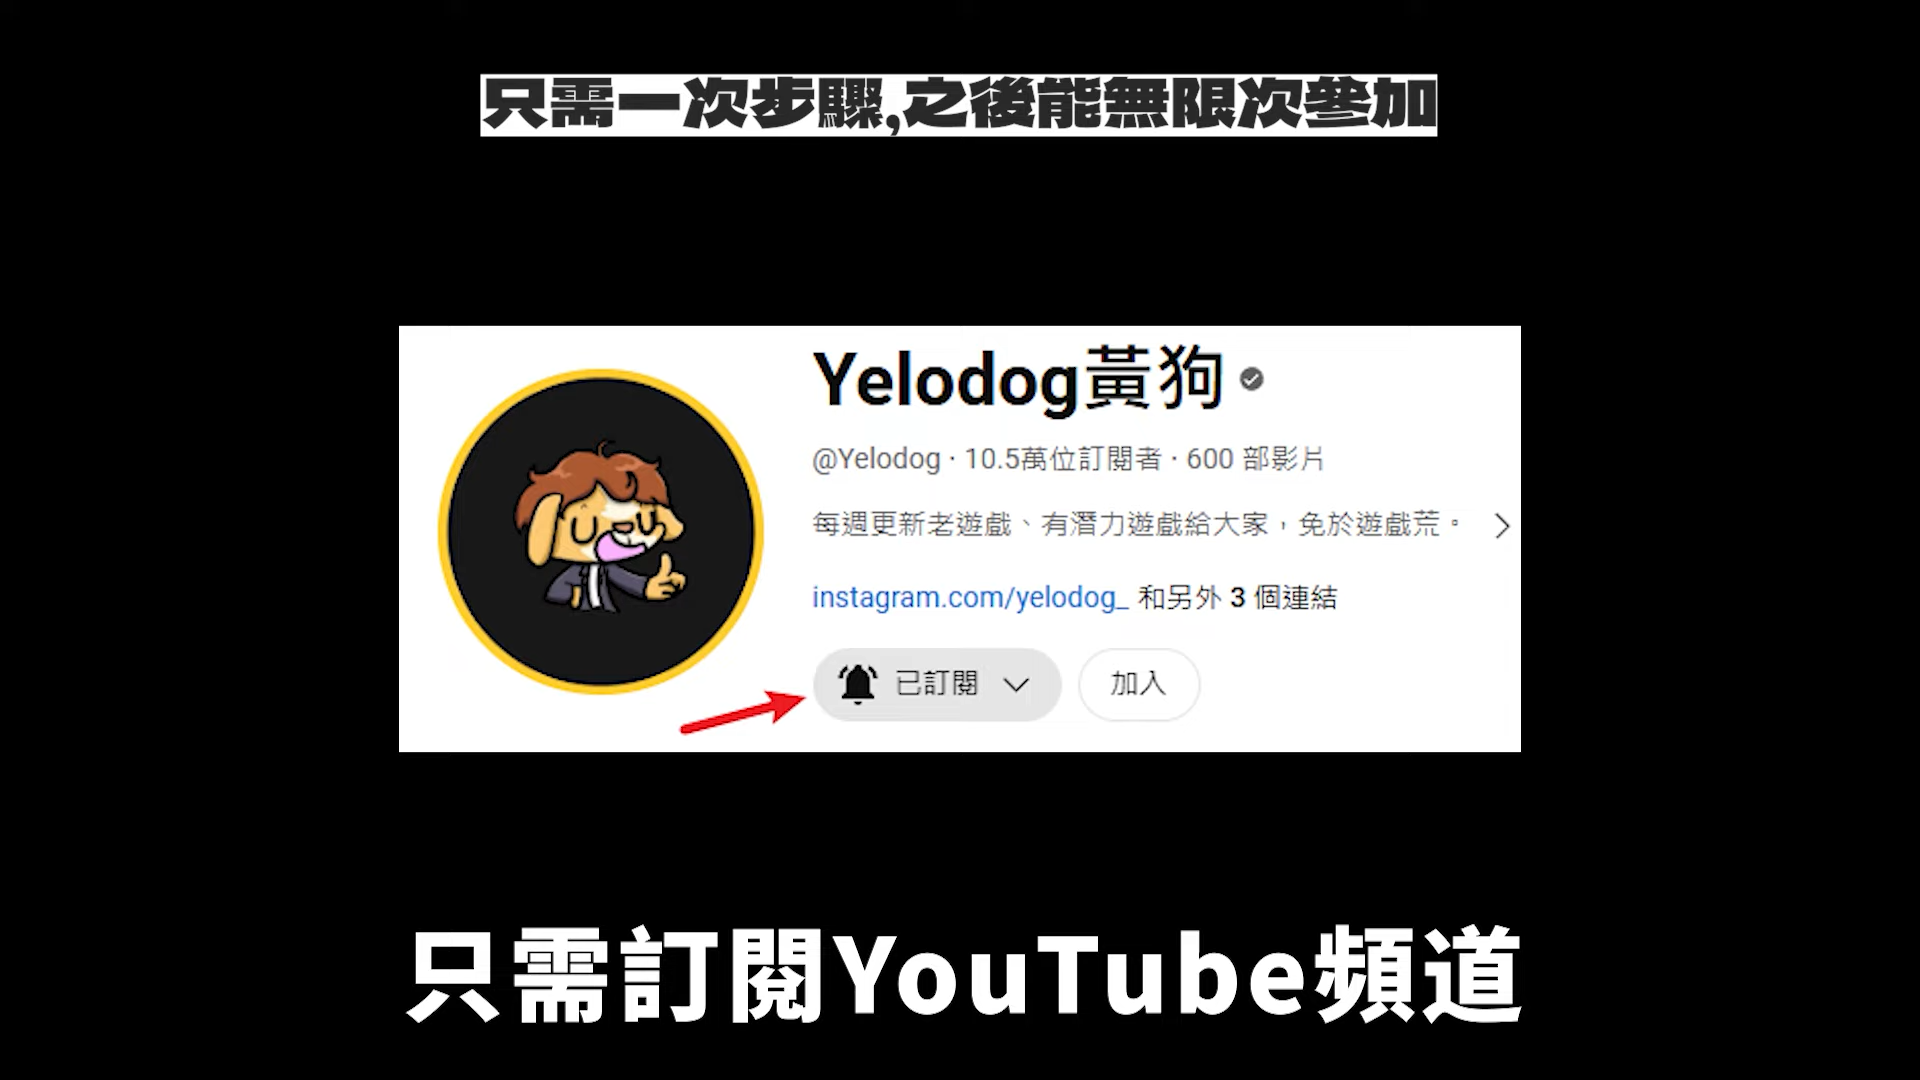 只需一次步驟,之後能無限次參加
Yelodog黃狗
@Yelodog · 10.5萬位訂閱者 · 600 部影片
每週更新老遊戲、有潛力遊戲給大家，免於遊戲荒。
instagram.com/yelodog_ 和另外 3 個連結
已訂閱
加入
只需訂閱YouTube頻道